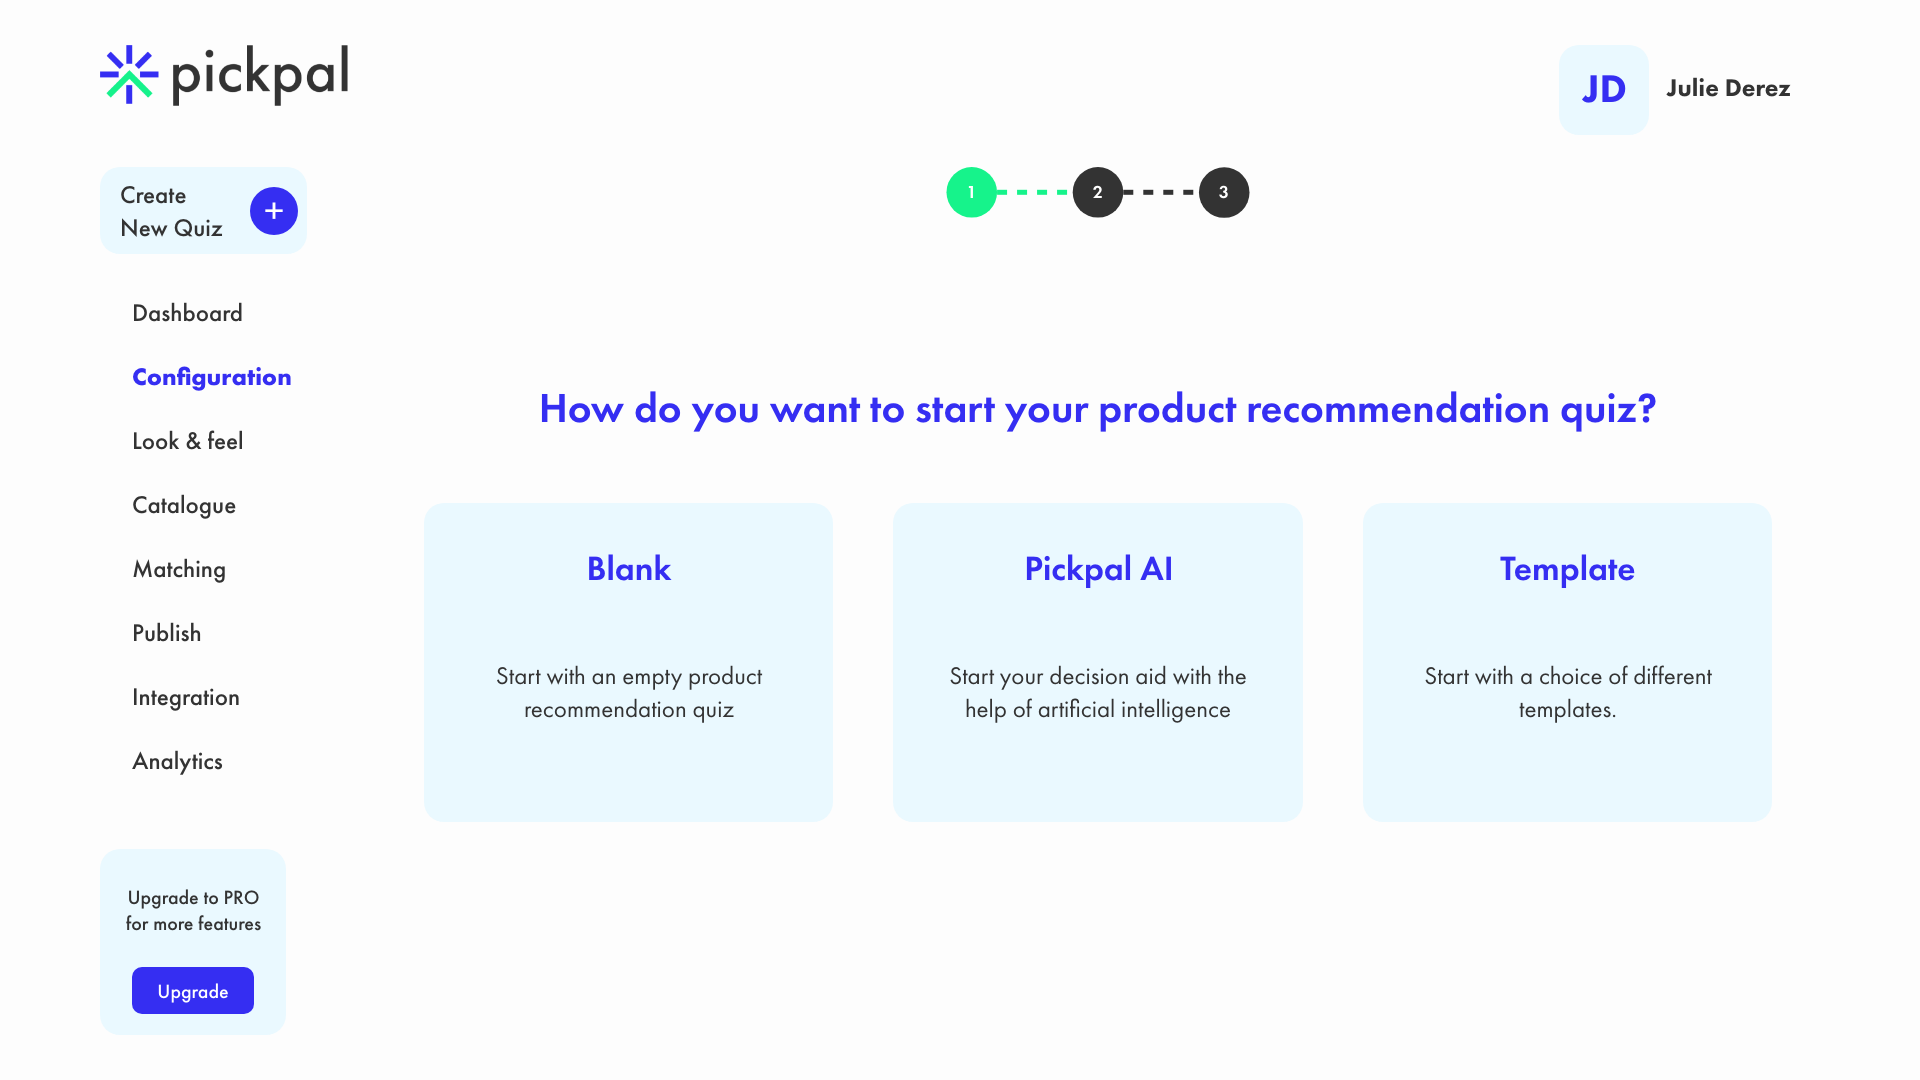 pickpal
JD
Julie Derez
Create
New Quiz
+
1
2
3
Dashboard
Configuration
Look & feel
Catalogue
Matching
Publish
Integration
Analytics
How do you want to start your product recommendation quiz?
Blank
Start with an empty product
recommendation quiz
Pickpal AI
Start your decision aid with the
help of artificial intelligence
Template
Start with a choice of different
templates.
Upgrade to PRO
for more features
Upgrade